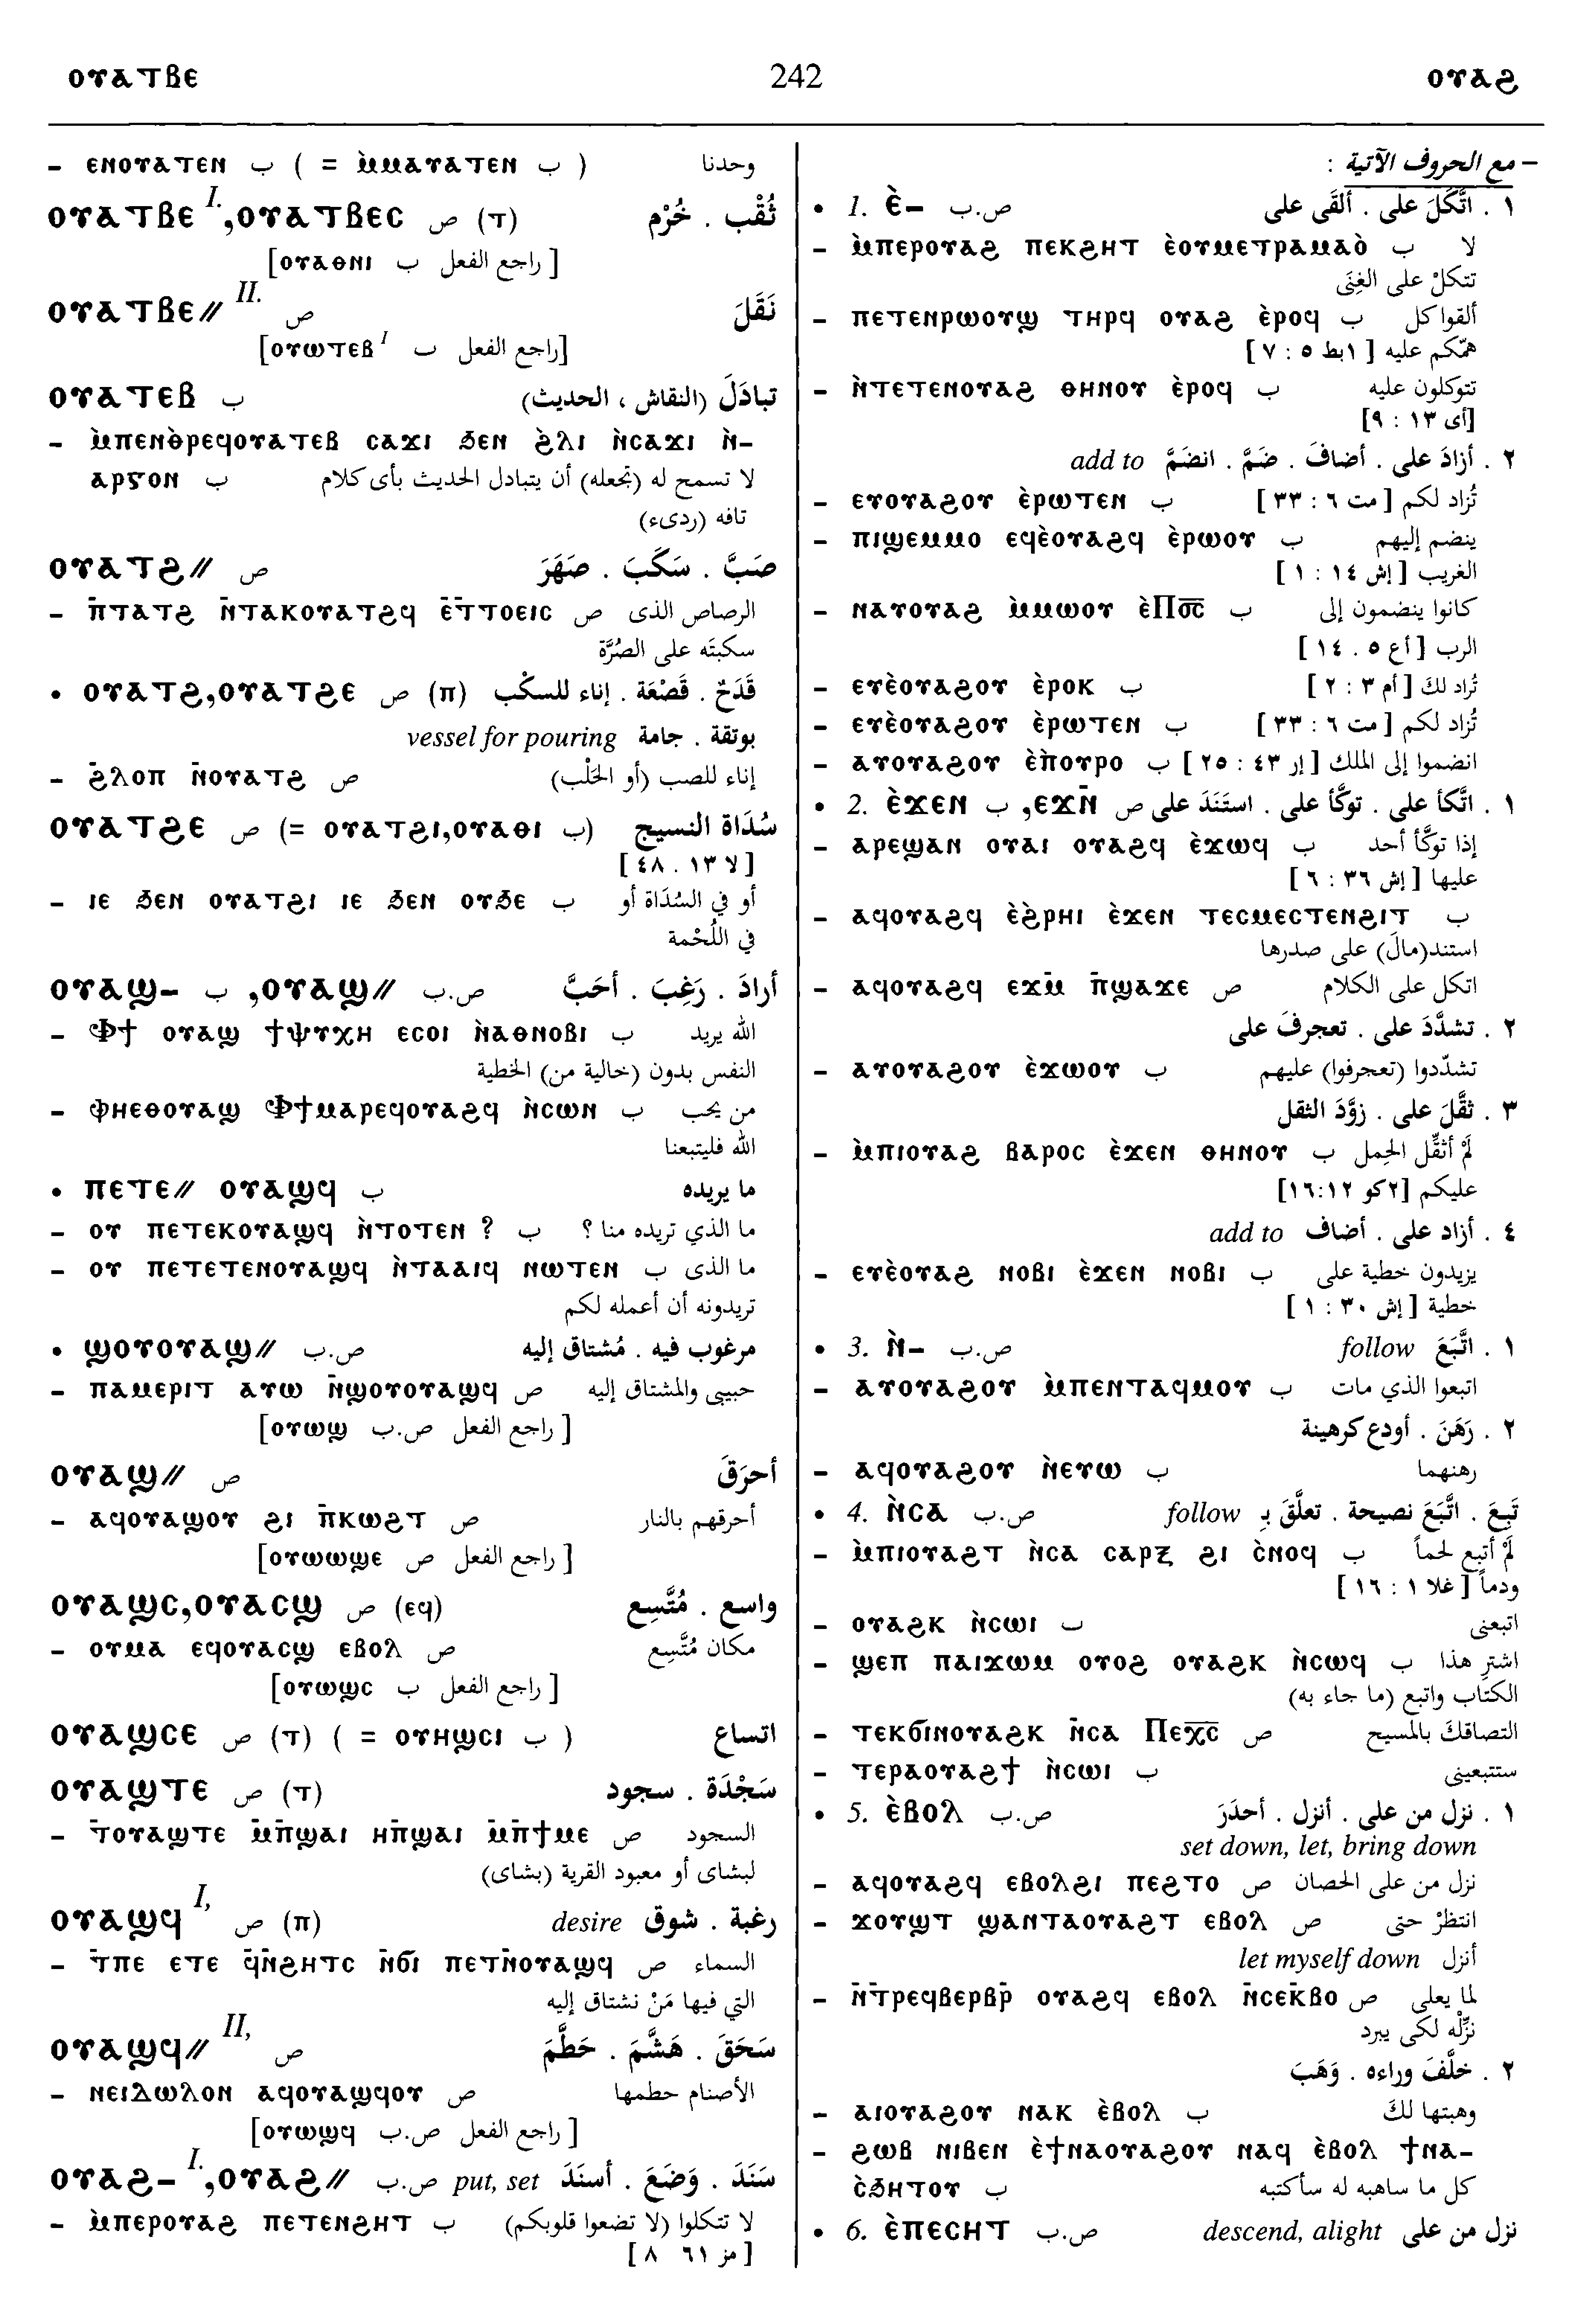 ⲟⲩⲁⲧⲃⲉ 242 ⲟⲩⲁϩ
– ⲉⲛⲟⲩⲁⲧⲉⲛ ب ( = ⲙ̀ⲙⲁⲩⲁⲧⲉⲛ ب ) وحدنا
ⲟⲩⲁⲧⲃⲉ I.,ⲟⲩⲁⲧⲃⲉⲥ ص (ⲧ) ثُقْب . خُرْم
[ راجع الفعل ب ⲟⲩⲁⲑⲛⲓ]
ⲟⲩⲁⲧⲃⲉ// II. ص نَقَلَ
[راجع الفعل ب ⲟⲩⲱⲧⲉⲃ I]
ⲟⲩⲁⲧⲉⲃ ب تبادَلَ (النقاش ، الحديث)
– ⲙ̀ⲡⲉⲛⲑ̀ⲣⲉϥⲟⲩⲁⲧⲉⲃ ⲥⲁϫⲓ ϧⲉⲛ ϩ̀ⲗⲓ ⲛ̀ⲥⲁϫⲓ ⲛ̀–
ⲁⲣⲅⲟⲛ ب لا تسمح له (تجعله) أن يتبادل الحديث بأى كلام
تافه (ردىء)
ⲟⲩⲁⲧϩ// ص صَبَّ . سَكَبَ . صَهَرَ
– ⲡ̄ⲧⲁⲧϩ ⲛ̄ⲧⲁⲕⲟⲩⲁⲧϩϥ ⲉ̄ⲧ̄ⲧⲟⲉⲓⲥ ص الرصاص الذى
سكبتَه على الصُرَّة
• ⲟⲩⲁⲧϩ,ⲟⲩⲁⲧϩⲉ ص (ⲡ) قَدَحٌ . قَصْعَة . إناء للسكْب
بوتقة . جامة vessel for pouring
– ϩ̄ⲗⲟⲡ ⲛ̄ⲟⲩⲁⲧϩ ص إناء للصب (أو الحَلْب)
ⲟⲩⲁⲧϩⲉ ص (= ⲟⲩⲁⲧϩⲓ,ⲟⲩⲁⲑⲓ ب) سُدَاة النسيج
[لا ١٣ . ٤٨ ]
– ⲓⲉ ϧⲉⲛ ⲟⲩⲁⲧϩⲓ ⲓⲉ ϧⲉⲛ ⲟⲩϧⲉ ب أو في السُدَاة أو
في اللُحْمة
ⲟⲩⲁϣ– ب ,ⲟⲩⲁϣ// ص.ب أرادَ . رَغِبَ . أحَبَّ
– Ⲫϯ ⲟⲩⲁϣ ϯⲯⲩⲭⲏ ⲉⲥⲟⲓ ⲛ̀ⲁⲑⲛⲟⲃⲓ ب الله يريد
النفس بدون (خالية من) الخطية
– ⲫⲏⲉⲑⲟⲩⲁϣ Ⲫϯⲙⲁⲣⲉϥⲟⲩⲁϩϥ ⲛ̀ⲥⲱⲛ ب من يحب
الله فليتبعنا
• ⲡⲉⲧⲉ// ⲟⲩⲁϣϥ ب ما يريده
– ⲟⲩ ⲡⲉⲧⲉⲕⲟⲩⲁϣϥ ⲛ̀ⲧⲟⲧⲉⲛ ? ب ما الذي تريده منا ؟
– ⲟⲩ ⲡⲉⲧⲉⲧⲉⲛⲟⲩⲁϣϥ ⲛ̀ⲧⲁⲁⲓϥ ⲛⲱⲧⲉⲛ ب ما الذى
تريدونه أن أعمله لكم
• ϣⲟⲩⲟⲩⲁϣ// ص.ب مرغوب فيه . مُشتاق إليه
– ⲡⲁⲙⲉⲣⲓⲧ ⲁⲩⲱ ⲛ̄ϣⲟⲩⲟⲩⲁϣϥ ص حبيبى والمشتاق إليه
[ راجع الفعل ص.ب ⲟⲩⲱϣ]
ⲟⲩⲁϣ// ص أحرَقَ
– ⲁϥⲟⲩⲁϣⲟⲩ ϩⲓ ⲡ̄ⲕⲱϩⲧ ص أحرقهم بالنار
[ راجع الفعل ص ⲟⲩⲱⲱϣⲉ]
ⲟⲩⲁϣⲥ,ⲟⲩⲁⲥϣ ص (ⲉϥ) واسع . مُتَّسِع
– ⲟⲩⲙⲁ ⲉϥⲟⲩⲁⲥϣ ⲉⲃⲟⲗ ص مكان مُتَّسِع
[ راجع الفعل ب ⲟⲩⲱϣⲥ]
ⲟⲩⲁϣⲥⲉ ص (ⲧ) ( = ⲟⲩⲏϣⲥⲓ ب ) اتساع
ⲟⲩⲁϣⲧⲉ ص (ⲧ) سَجْدَة . سجود
– ⲧ̄ⲟⲩⲁϣⲧⲉ ⲙ̄ⲡ̄ϣⲁⲓ ⲏⲡ̄ϣⲁⲓ ⲙ̄ⲡ̄ϯⲙⲉ ص السجود
لبشاى أو معبود القرية (بشاى)
ⲟⲩⲁϣϥ I, ص (ⲡ) رغبة . شوق desire
– ⲧ̄ⲡⲉ ⲉⲧⲉ ϥ̄ⲛ̄ϩⲏⲧⲥ ⲛ̄ϭⲓ ⲡⲉⲧⲛ̄ⲟⲩⲁϣϥ ص السماء
التي فيها مَنْ نشتاق إليه
ⲟⲩⲁϣϥ// II, ص سَحَقَ . هَشَّمَ . حَطَّمَ
– ⲛⲉⲓⲇⲱⲗⲟⲛ ⲁϥⲟⲩⲁϣϥⲟⲩ ص الأصنام حطمها
[ راجع الفعل ص.ب ⲟⲩⲱϣϥ]
ⲟⲩⲁϩ– I.,ⲟⲩⲁϩ// ص.ب put, set سَنَدَ . وَضَعَ . أسنَدَ
– ⲙ̀ⲡⲉⲣⲟⲩⲁϩ ⲡⲉⲧⲉⲛϩⲏⲧ ب لا تتكلوا (لا تضعوا قلوبكم)
[ مز ٦١ ٨ ]
– مع الحروف الآتية :
• 1. ⲉ̀– ص.ب ١ . اتَّكَلَ على . ألقَى على
– ⲙ̀ⲡⲉⲣⲟⲩⲁϩ ⲡⲉⲕϩⲏⲧ ⲉ̀ⲟⲩⲙⲉⲧⲣⲁⲙⲁⲟ̀ ب لا
تتكلْ على الغِنَى
– ⲡⲉⲧⲉⲛⲣⲱⲟⲩϣ ⲧⲏⲣϥ ⲟⲩⲁϩ ⲉ̀ⲣⲟϥ ب ألقوا كل
همّكم عليه [ ١بط ٥ : ٧ ]
– ⲛ̀ⲧⲉⲧⲉⲛⲟⲩⲁϩ ⲑⲏⲛⲟⲩ ⲉ̀ⲣⲟϥ ب تتوكلون عليه
[أى ١٣ : ٩]
٢ . أزادَ على . أضافَ . ضَمَّ . انضَمَّ add to
– ⲉⲩⲟⲩⲁϩⲟⲩ ⲉ̀ⲣⲱⲧⲉⲛ ب تُزاد لكم [ مت ٦ : ٣٣ ]
– ⲡⲓϣⲉⲙⲙⲟ ⲉϥⲉ̀ⲟⲩⲁϩϥ ⲉ̀ⲣⲱⲟⲩ ب ينضم إليهم
الغريب [ إش ١٤ : ١ ]
– ⲛⲁⲩⲟⲩⲁϩ ⲙ̀ⲙⲱⲟⲩ ⲉ̀Ⲡⲟ̅ⲥ̅ ب كانوا ينضمون إلى
الرب [ أع ٥ . ١٤ ]
– ⲉⲩⲉ̀ⲟⲩⲁϩⲟⲩ ⲉ̀ⲣⲟⲕ ب تُزاد لك [ أم ٣ : ٢ ]
– ⲉⲩⲉ̀ⲟⲩⲁϩⲟⲩ ⲉ̀ⲣⲱⲧⲉⲛ ب تُزاد لكم [ مت ٦ : ٣٣ ]
– ⲁⲩⲟⲩⲁϩⲟⲩ ⲉ̀ⲡ̀ⲟⲩⲣⲟ ب انضموا إلى الملك [ إر ٤٣ : ٢٥ ]
• 2. ⲉ̀ϫⲉⲛ ب ,ⲉϫⲛ̄ ص ١ . اتَّكأ على . توكَّأ على . استَنَدَ على
– ⲁⲣⲉϣⲁⲛ ⲟⲩⲁⲓ ⲟⲩⲁϩϥ ⲉ̀ϫⲱϥ ب إذا توكَّأ أحد
عليها [ إش ٣٦ : ٦ ]
– ⲁϥⲟⲩⲁϩϥ ⲉ̀ϩ̀ⲣⲏⲓ ⲉ̀ϫⲉⲛ ⲧⲉⲥⲙⲉⲥⲧⲉⲛϩⲓⲧ ب
استند(مالَ) على صدرها
– ⲁϥⲟⲩⲁϩϥ ⲉϫⲙ̄ ⲡ̄ϣⲁϫⲉ ص اتكل على الكلام
٢ . تشدَّدَ على . تعجرفَ على
– ⲁⲩⲟⲩⲁϩⲟⲩ ⲉ̀ϫⲱⲟⲩ ب تشدّدوا (تعجرفوا) عليهم
٣ . ثقَّلَ على . زوَّدَ الثقل
– ⲙ̀ⲡⲓⲟⲩⲁϩ ⲃⲁⲣⲟⲥ ⲉ̀ϫⲉⲛ ⲑⲏⲛⲟⲩ ب لَمْ أثقِّل الحِمل
عليكم [٢كو ١٢:١٦]
٤ . أزاد على . أضاف add to
– ⲉⲩⲉ̀ⲟⲩⲁϩ ⲛⲟⲃⲓ ⲉ̀ϫⲉⲛ ⲛⲟⲃⲓ ب يزيدون خطية على
خطية [ إش ٣٠ : ١ ]
• 3. ⲛ̀– ص.ب ١ . اتَّبَعَ follow
– ⲁⲩⲟⲩⲁϩⲟⲩ ⲙ̀ⲡⲉⲛⲧⲁϥⲙⲟⲩ ب اتبعوا الذي مات
٢ . رَهَنَ . أودع كرهينة
– ⲁϥⲟⲩⲁϩⲟⲩ ⲛ̀ⲉⲩⲱ ب رهنهما
• 4. ⲛ̀ⲥⲁ ص.ب تَبِعَ . اتَّبَعَ نصيحة . تعلَّقَ بِـ follow
– ⲙ̀ⲡⲓⲟⲩⲁϩⲧ ⲛ̀ⲥⲁ ⲥⲁⲣⲝ ϩⲓ ⲥ̀ⲛⲟϥ ب لَمْ أتبع لحماً
ودماً [ غلا ١ : ١٦ ]
– ⲟⲩⲁϩⲕ ⲛ̀ⲥⲱⲓ ب اتبعنى
– ϣⲉⲡ ⲡⲁⲓϫⲱⲙ ⲟⲩⲟϩ ⲟⲩⲁϩⲕ ⲛ̀ⲥⲱϥ ب اشترِ هذا
الكتاب واتبع (ما جاء به)
– ⲧⲉⲕϭⲓⲛⲟⲩⲁϩⲕ ⲛ̄ⲥⲁ Ⲡⲉⲭ̅ⲥ̅ ص التصاقك بالمسيح
– ⲧⲉⲣⲁⲟⲩⲁϩϯ ⲛ̀ⲥⲱⲓ ب ستتبعينى
• 5. ⲉ̀ⲃⲟⲗ ص.ب ١ . نزل من على . أنزل . أحدَرَ
set down, let, bring down
– ⲁϥⲟⲩⲁϩϥ ⲉⲃⲟⲗϩⲓ ⲡⲉϩⲧⲟ ص نزل من على الحصان
– ϫⲟⲩϣⲧ ϣⲁⲛⲧⲁⲟⲩⲁϩⲧ ⲉⲃⲟⲗ ص انتظرْ حتى
أنزل let myself down
– ⲛ̄ⲧ̄ⲣⲉϥⲃⲉⲣⲃⲣ̄ ⲟⲩⲁϩϥ ⲉⲃⲟⲗ ⲛ̄ⲥⲉⲕ̄ⲃⲟ ص لما يغلى
نزِّلْه لكى يبرد
٢ . خلَّفَ وراءه . وَهَبَ
– ⲁⲓⲟⲩⲁϩⲟⲩ ⲛⲁⲕ ⲉ̀ⲃⲟⲗ ب وهبتها لكَ
– ϩⲱⲃ ⲛⲓⲃⲉⲛ ⲉ̀ϯⲛⲁⲟⲩⲁϩⲟⲩ ⲛⲁϥ ⲉ̀ⲃⲟⲗ ϯⲛⲁ–
ⲥ̀ϧⲏⲧⲟⲩ ب كل ما ساهبه له سأكتبه
• 6. ⲉ̀ⲡⲉⲥⲏⲧ ص.ب نزل من على descend, alight